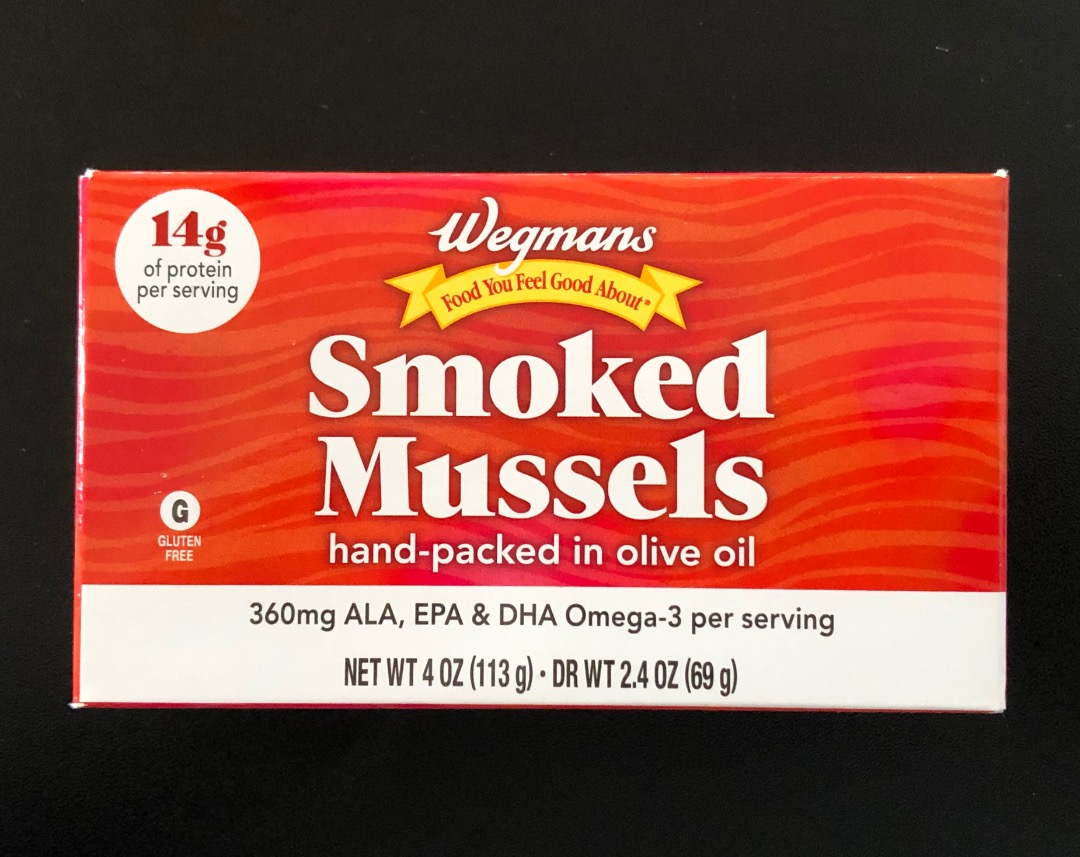 14g
of protein
per serving
Wegmans
Food You Feel Good About®
Smoked
Mussels
hand-packed in olive oil
G
GLUTEN
FREE
360mg ALA, EPA & DHA Omega-3 per serving
NET WT 4 OZ (113 g) • DR WT 2.4 OZ (69 g)